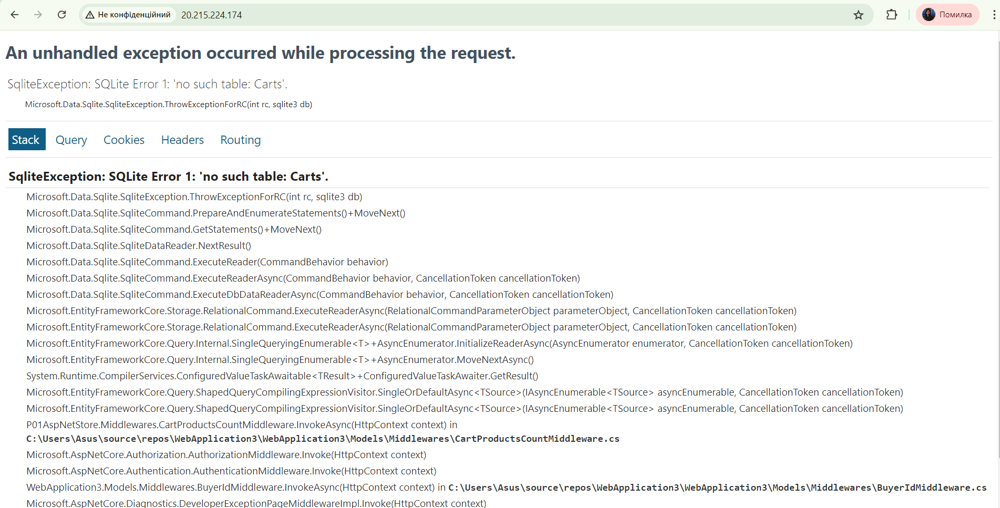 Не конфіденційний
20.215.224.174
Помилка
An unhandled exception occurred while processing the request.
SqliteException: SQLite Error 1: 'no such table: Carts'.
Microsoft.Data.Sqlite.SqliteException.ThrowExceptionForRC(int rc, sqlite3 db)
Stack Query Cookies Headers Routing
SqliteException: SQLite Error 1: 'no such table: Carts'.
Microsoft.Data.Sqlite.SqliteException.ThrowExceptionForRC(int rc, sqlite3 db)
Microsoft.Data.Sqlite.SqliteCommand.PrepareAndEnumerateStatements()+MoveNext()
Microsoft.Data.Sqlite.SqliteCommand.GetStatements()+MoveNext()
Microsoft.Data.Sqlite.SqliteDataReader.NextResult()
Microsoft.Data.Sqlite.SqliteCommand.ExecuteReader(CommandBehavior behavior)
Microsoft.Data.Sqlite.SqliteCommand.ExecuteReaderAsync(CommandBehavior behavior, CancellationToken cancellationToken)
Microsoft.Data.Sqlite.SqliteCommand.ExecuteDbDataReaderAsync(CommandBehavior behavior, CancellationToken cancellationToken)
Microsoft.EntityFrameworkCore.Storage.RelationalCommand.ExecuteReaderAsync(RelationalCommandParameterObject parameterObject, CancellationToken cancellationToken)
Microsoft.EntityFrameworkCore.Storage.RelationalCommand.ExecuteReaderAsync(RelationalCommandParameterObject parameterObject, CancellationToken cancellationToken)
Microsoft.EntityFrameworkCore.Query.Internal.SingleQueryingEnumerable<T>+AsyncEnumerator.InitializeReaderAsync(AsyncEnumerator enumerator, CancellationToken cancellationToken)
Microsoft.EntityFrameworkCore.Query.Internal.SingleQueryingEnumerable<T>+AsyncEnumerator.MoveNextAsync()
System.Runtime.CompilerServices.ConfiguredValueTaskAwaitable<TResult>+ConfiguredValueTaskAwaiter.GetResult()
Microsoft.EntityFrameworkCore.Query.ShapedQueryCompilingExpressionVisitor.SingleOrDefaultAsync<TSource>(IAsyncEnumerable<TSource> asyncEnumerable, CancellationToken cancellationToken)
Microsoft.EntityFrameworkCore.Query.ShapedQueryCompilingExpressionVisitor.SingleOrDefaultAsync<TSource>(IAsyncEnumerable<TSource> asyncEnumerable, CancellationToken cancellationToken)
P01AspNetStore.Middlewares.CartProductsCountMiddleware.InvokeAsync(HttpContext context) in
C:\Users\Asus\source\repos\WebApplication3\WebApplication3\Models\Middlewares\CartProductsCountMiddleware.cs
Microsoft.AspNetCore.Authorization.AuthorizationMiddleware.Invoke(HttpContext context)
Microsoft.AspNetCore.Authentication.AuthenticationMiddleware.Invoke(HttpContext context)
WebApplication3.Models.Middlewares.BuyerIdMiddleware.InvokeAsync(HttpContext context) in C:\Users\Asus\source\repos\WebApplication3\WebApplication3\Models\Middlewares\BuyerIdMiddleware.cs
Microsoft.AspNetCore.Diagnostics.DeveloperExceptionPageMiddlewareImpl.Invoke(HttpContext context)